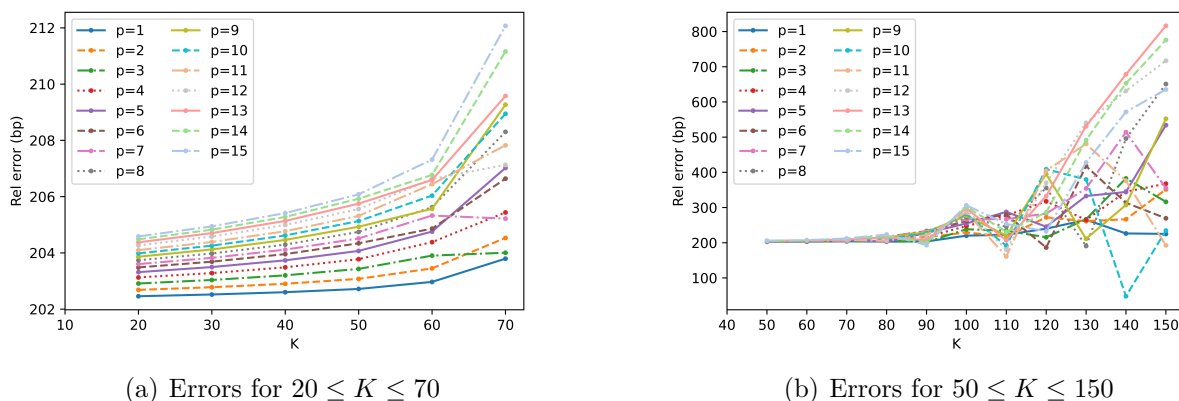 212
210
208
206
204
202
Rel error (bp)
10 20 30 40 50 60 70
K
p=1 p=9
p=2 p=10
p=3 p=11
p=4 p=12
p=5 p=13
p=6 p=14
p=7 p=15
p=8
(a) Errors for 20 ≤ K ≤ 70
800
700
600
500
400
300
200
100
Rel error (bp)
40 50 60 70 80 90 100 110 120 130 140 150
K
p=1 p=9
p=2 p=10
p=3 p=11
p=4 p=12
p=5 p=13
p=6 p=14
p=7 p=15
p=8
(b) Errors for 50 ≤ K ≤ 150